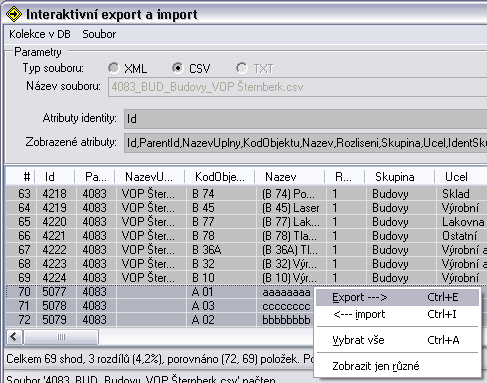 Interaktivní export a import
Kolekce v DB Soubor
Parametry
Typ souboru: XML CSV TXT
Název souboru: 4083_BUD_Budovy_VOP Šternberk.csv
Atributy identity: Id
Zobrazené atributy: Id,ParentId,NazevUplny,KodObjektu,Nazev,Rozliseni,Skupina,Ucel,IdentSku
# Id Pa... NazevU... KodObje... Nazev R... Skupina Ucel
63 4218 4083 VOP Šter... B 74 (B 74) Po... 1 Budovy Sklad
64 4219 4083 VOP Šter... B 45 (B 45) Laser 1 Budovy Výrobní
65 4220 4083 VOP Šter... B 77 (B 77) Lak... 1 Budovy Lakovna
66 4221 4083 VOP Šter... B 78 (B 78) Tla... 1 Budovy Ostatní
67 4222 4083 VOP Šter... B 36A (B 36A) Vý... 1 Budovy Výrobní a
68 4223 4083 VOP Šter... B 32 (B 32) Výr... 1 Budovy Výrobní a
69 4224 4083 VOP Šter... B 10 (B 10) Výr... 1 Budovy Výrobní
70 5077 4083 A 01 aaaaaaaa
71 5078 4083 A 03 cccccccc
72 5079 4083 A 02 bbbbbbbb
Export ---> Ctrl+E
<--- import Ctrl+I
Vybrat vše Ctrl+A
Zobrazit jen různé
Celkem 69 shod, 3 rozdílů (4,2%), porovnáno (72, 69) položek. Po
Soubor '4083_BUD_Budovy_VOP Šternberk.csv' načten